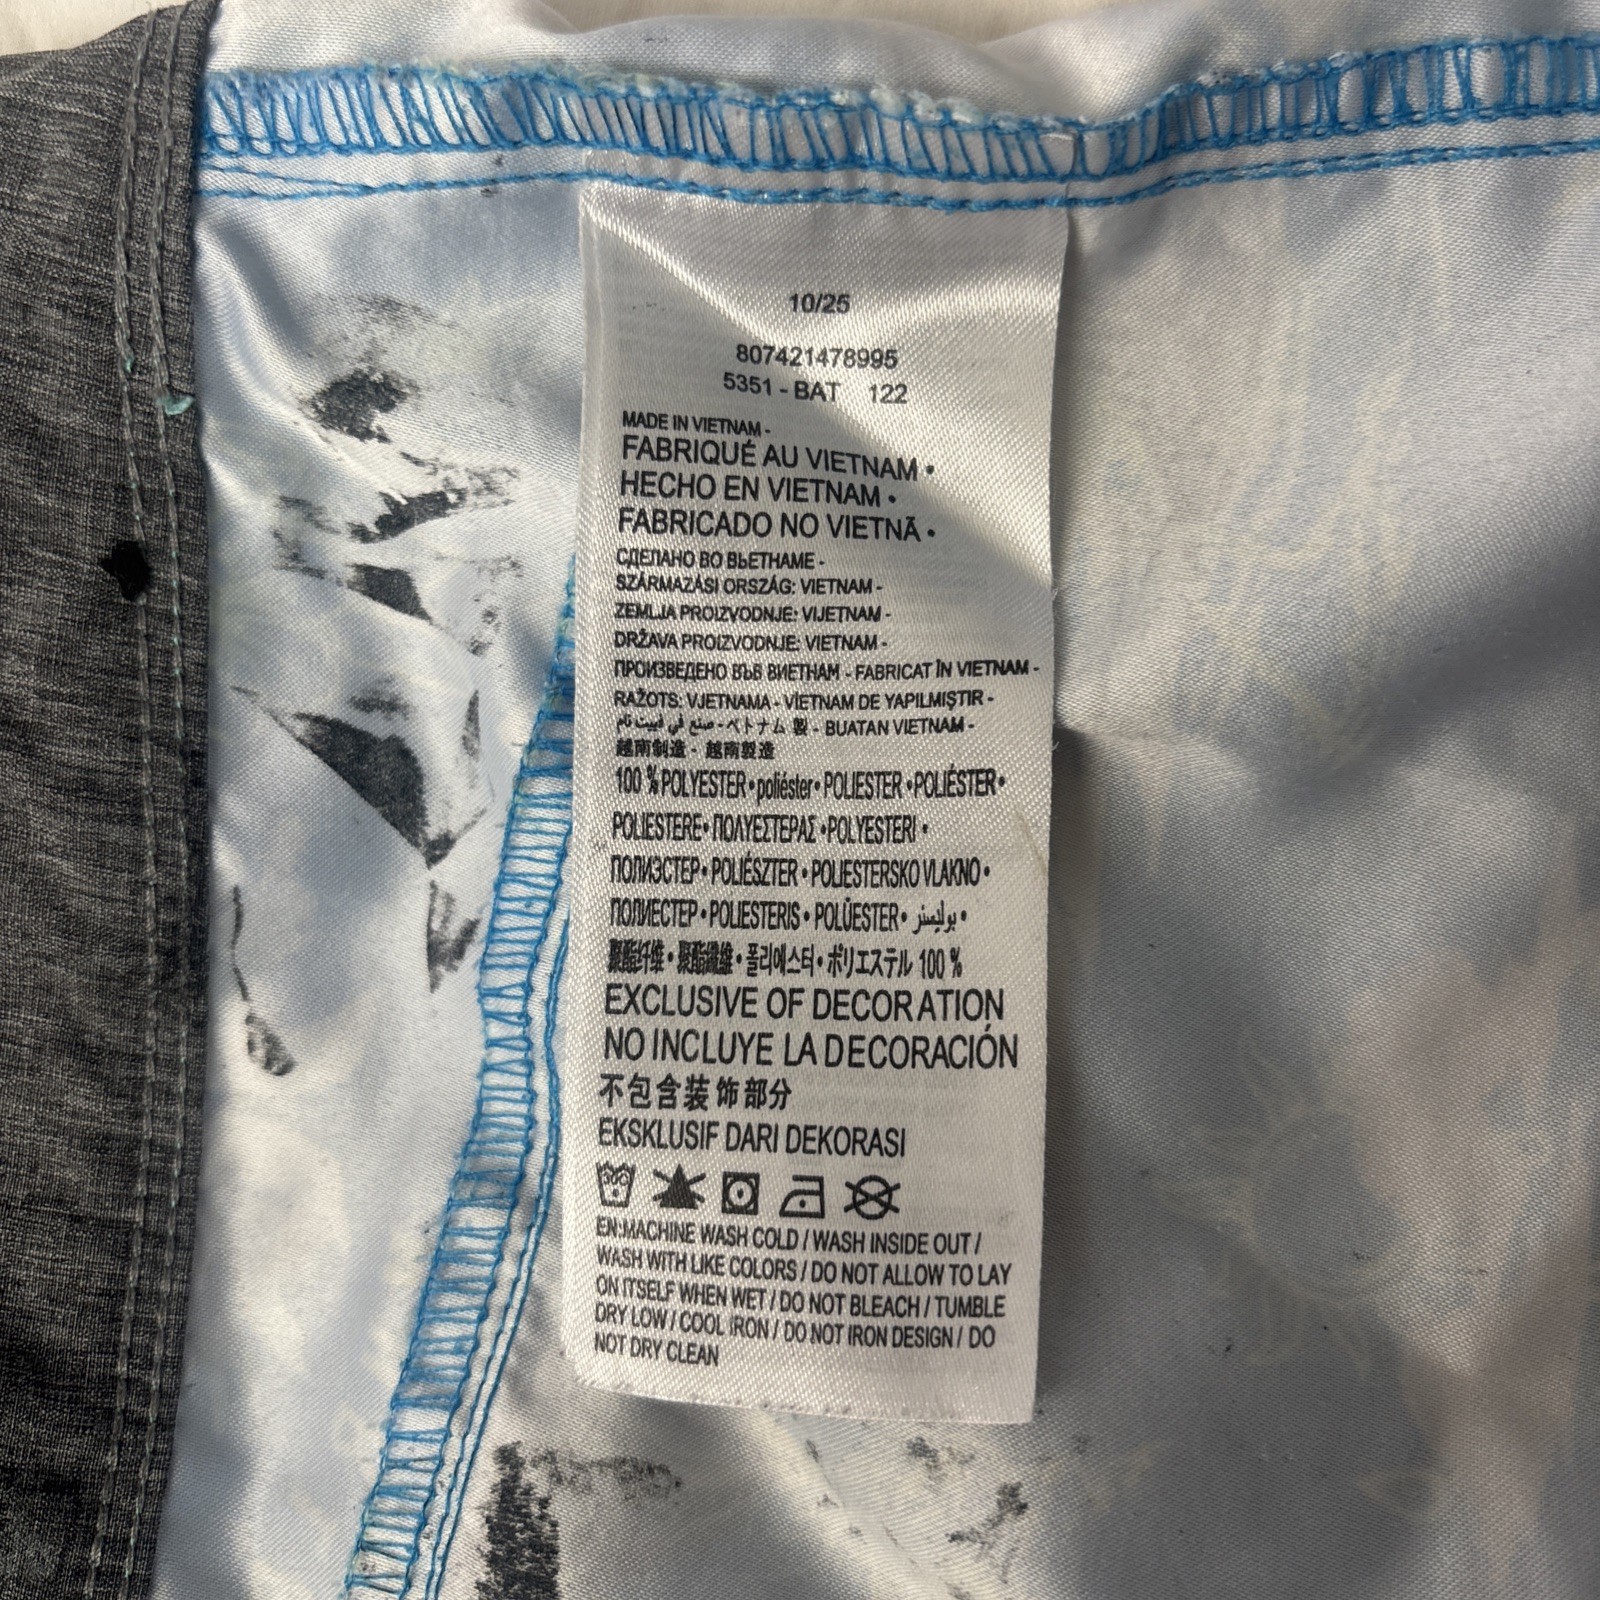 10/25
807421478995
5351 - BAT 122
MADE IN VIETNAM -
FABRIQUÉ AU VIETNAM •
HECHO EN VIETNAM •
FABRICADO NO VIETNÃ •
СДЕЛАНО ВО ВЬЕТНАМЕ -
SZÁRMAZÁSI ORSZÁG: VIETNAM -
ZEMLJA PROIZVODNJE: VIJETNAM -
DRŽAVA PROIZVODNJE: VIETNAM -
ПРОИЗВЕДЕНО ВЪВ ВИЕТНАМ - FABRICAT ÎN VIETNAM -
RAŽOTS: VJETNAMA - VİETNAM DE YAPILMIŞTIR -
صنع في فييت نام - ベトナム 製 - BUATAN VIETNAM -
越南制造 - 越南製造
100 % POLYESTER • poliéster • POLIESTER • POLIÉSTER •
POLIESTERE • ΠΟΛΥΕΣΤΕΡΑΣ • POLYESTERI •
ПОЛИЭСТЕР • POLIÉSZTER • POLIESTERSKO VLAKNO •
ПОЛИЕСТЕР • POLIESTERIS • POLÜESTER • بوليستر •
聚酯纤维 • 聚酯纖維 • 폴리에스터 • ポリエステル 100 %
EXCLUSIVE OF DECORATION
NO INCLUYE LA DECORACIÓN
不包含装饰部分
EKSKLUSIF DARI DEKORASI
EN:MACHINE WASH COLD / WASH INSIDE OUT /
WASH WITH LIKE COLORS / DO NOT ALLOW TO LAY
ON ITSELF WHEN WET / DO NOT BLEACH / TUMBLE
DRY LOW / COOL IRON / DO NOT IRON DESIGN / DO
NOT DRY CLEAN